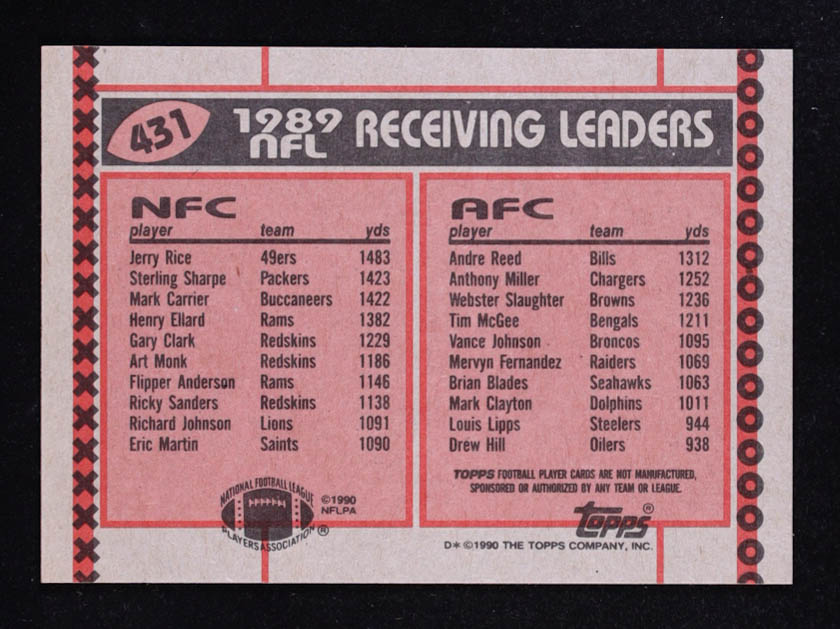 431
1989 NFL RECEIVING LEADERS
NFC
player team yds
Jerry Rice 49ers 1483
Sterling Sharpe Packers 1423
Mark Carrier Buccaneers 1422
Henry Ellard Rams 1382
Gary Clark Redskins 1229
Art Monk Redskins 1186
Flipper Anderson Rams 1146
Ricky Sanders Redskins 1138
Richard Johnson Lions 1091
Eric Martin Saints 1090
NATIONAL FOOTBALL LEAGUE
PLAYERS ASSOCIATION ®
©1990
NFLPA
AFC
player team yds
Andre Reed Bills 1312
Anthony Miller Chargers 1252
Webster Slaughter Browns 1236
Tim McGee Bengals 1211
Vance Johnson Broncos 1095
Mervyn Fernandez Raiders 1069
Brian Blades Seahawks 1063
Mark Clayton Dolphins 1011
Louis Lipps Steelers 944
Drew Hill Oilers 938
TOPPS FOOTBALL PLAYER CARDS ARE NOT MANUFACTURED,
SPONSORED OR AUTHORIZED BY ANY TEAM OR LEAGUE.
Topps®
D* ©1990 THE TOPPS COMPANY, INC.